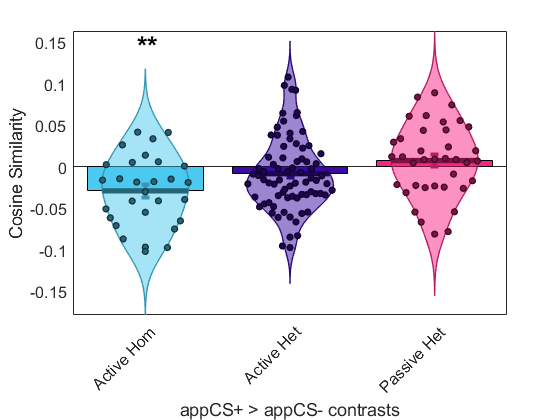 **
0.15
0.1
0.05
0
-0.05
-0.1
-0.15
Cosine Similarity
Active Hom
Active Het
Passive Het
appCS+ > appCS- contrasts